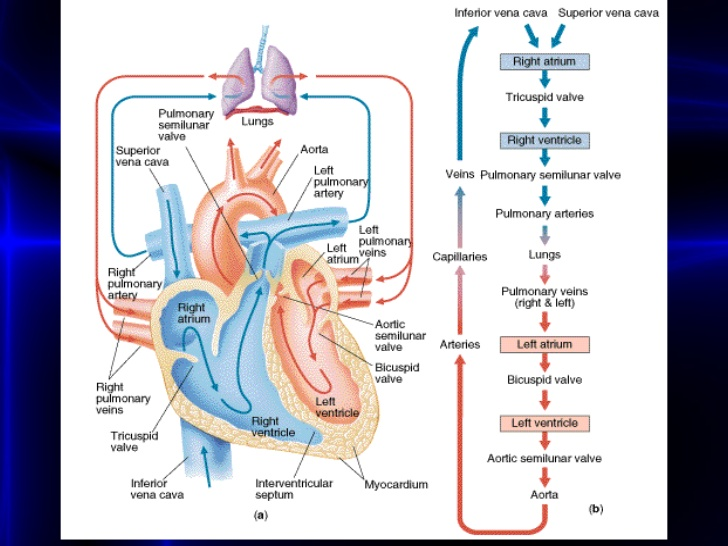 Pulmonary
semilunar
valve
Lungs
Superior
vena cava
Aorta
Left
pulmonary
artery
Left
pulmonary
veins
Left
atrium
Right
pulmonary
artery
Right
atrium
Aortic
semilunar
valve
Bicuspid
valve
Right
pulmonary
veins
Left
ventricle
Right
ventricle
Tricuspid
valve
Inferior
vena cava
Interventricular
septum
Myocardium
(a)
Inferior vena cava
Superior vena cava
Right atrium
Tricuspid valve
Right ventricle
Veins
Pulmonary semilunar valve
Pulmonary arteries
Capillaries
Lungs
Pulmonary veins
(right & left)
Arteries
Left atrium
Bicuspid valve
Left ventricle
Aortic semilunar valve
Aorta
(b)